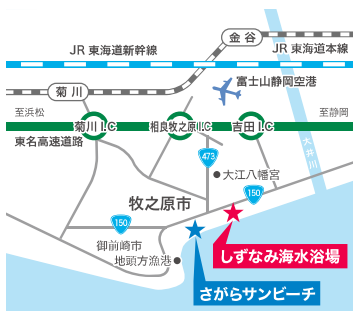 金谷
JR 東海道新幹線
JR 東海道本線
菊川
富士山静岡空港
至浜松
至静岡
菊川 I.C
相良牧之原 I.C
吉田 I.C
東名高速道路
大井川
473
大江八幡宮
150
牧之原市
150
しずなみ海水浴場
御前崎市
地頭方漁港
さがらサンビーチ